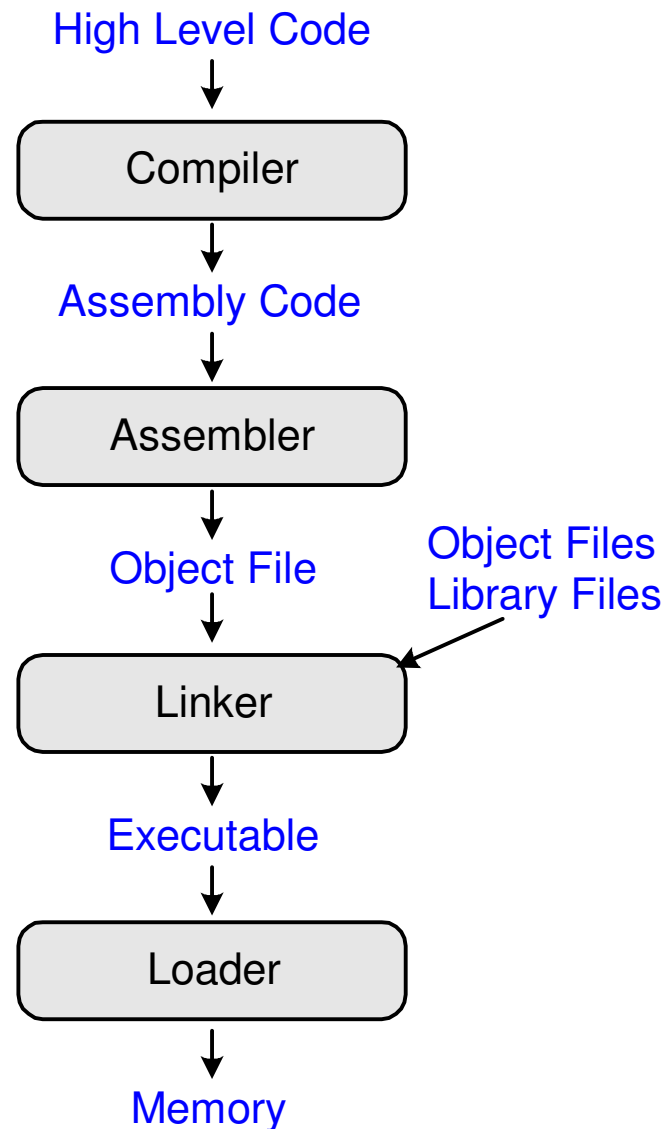 High Level Code
Compiler
Assembly Code
Assembler
Object File
Object Files
Library Files
Linker
Executable
Loader
Memory